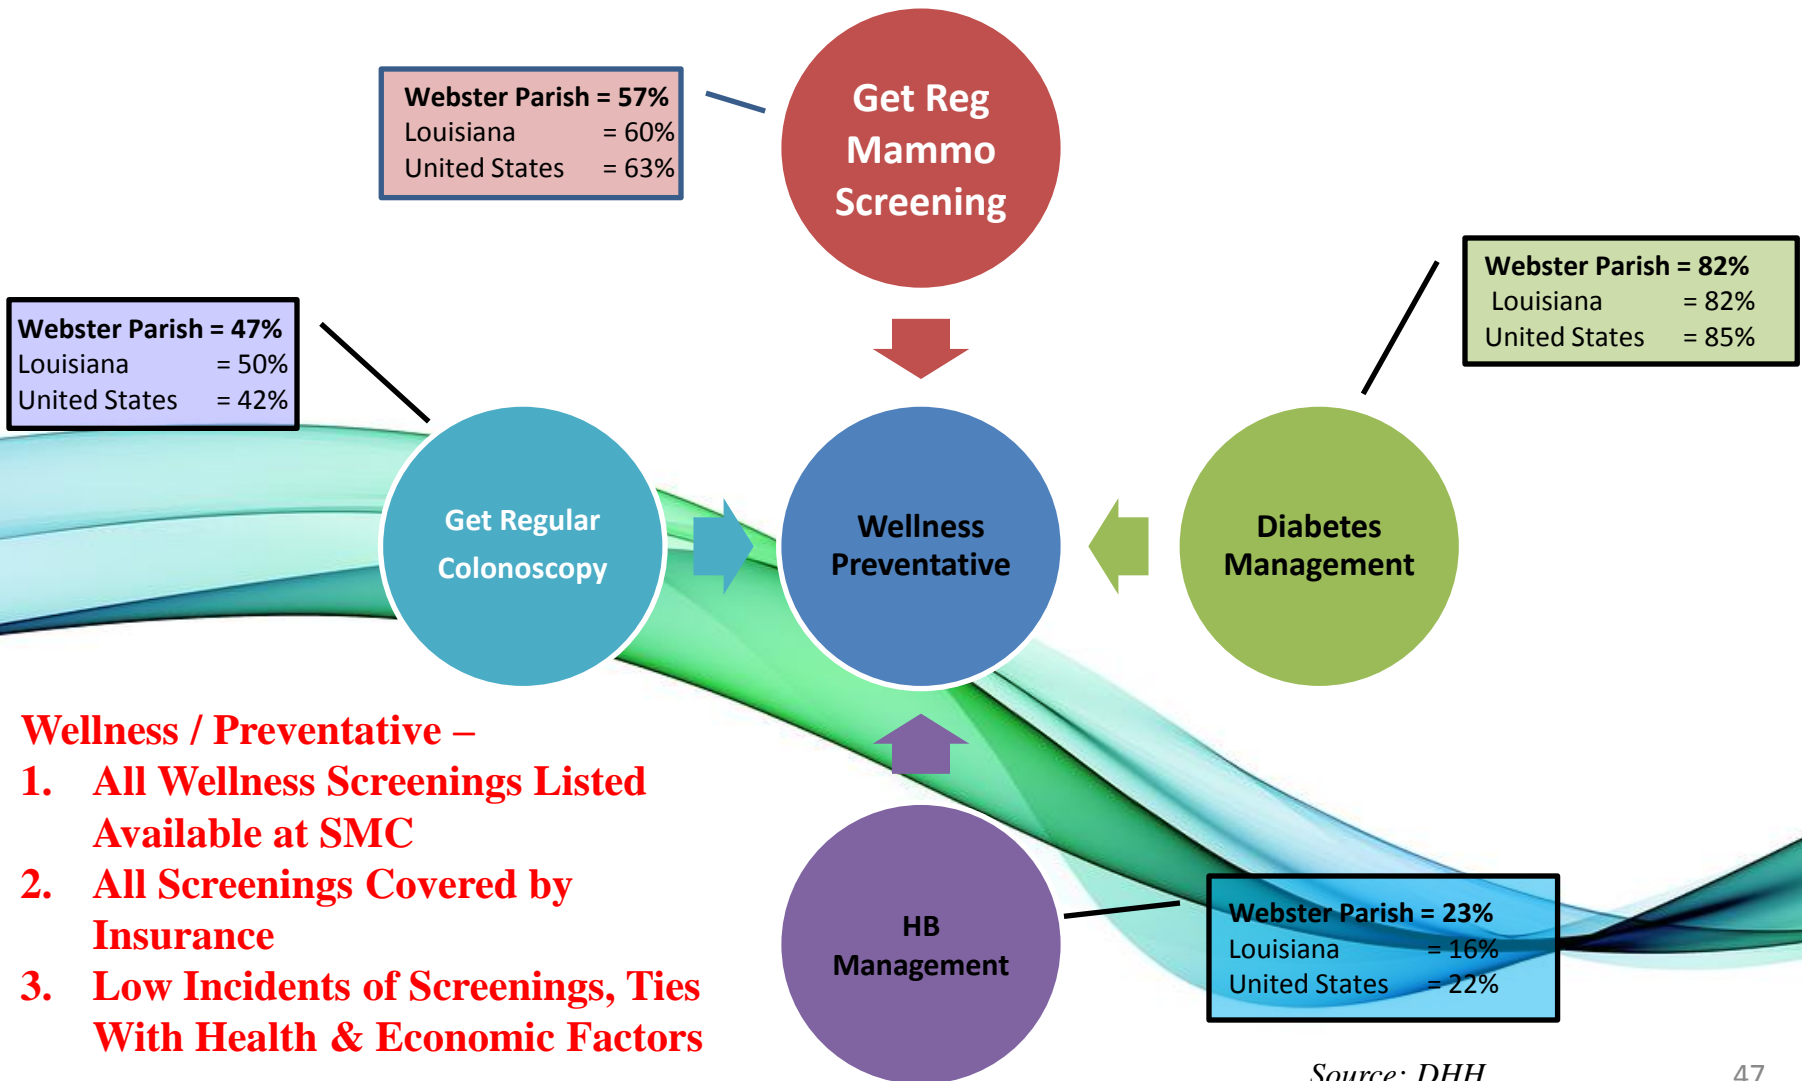 Get Reg
Mammo
Screening
Webster Parish = 57%
Louisiana = 60%
United States = 63%
Webster Parish = 82%
Louisiana = 82%
United States = 85%
Webster Parish = 47%
Louisiana = 50%
United States = 42%
Get Regular
Colonoscopy
Wellness
Preventative
Diabetes
Management
Wellness / Preventative –
1. All Wellness Screenings Listed
Available at SMC
2. All Screenings Covered by
Insurance
3. Low Incidents of Screenings, Ties
With Health & Economic Factors
HB
Management
Webster Parish = 23%
Louisiana = 16%
United States = 22%
Source: DHH
47